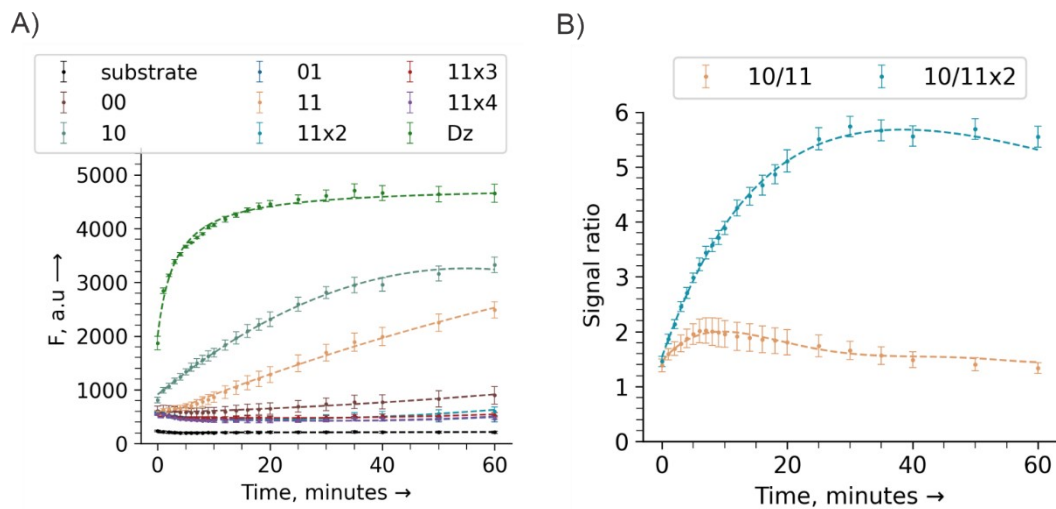 A)
substrate 01 11x3
00 11 11x4
10 11x2 Dz
5000
4000
3000
2000
1000
0
F, a.u →
0 20 40 60
Time, minutes →
B)
10/11 10/11x2
6
5
4
3
2
1
0
Signal ratio
0 20 40 60
Time, minutes →